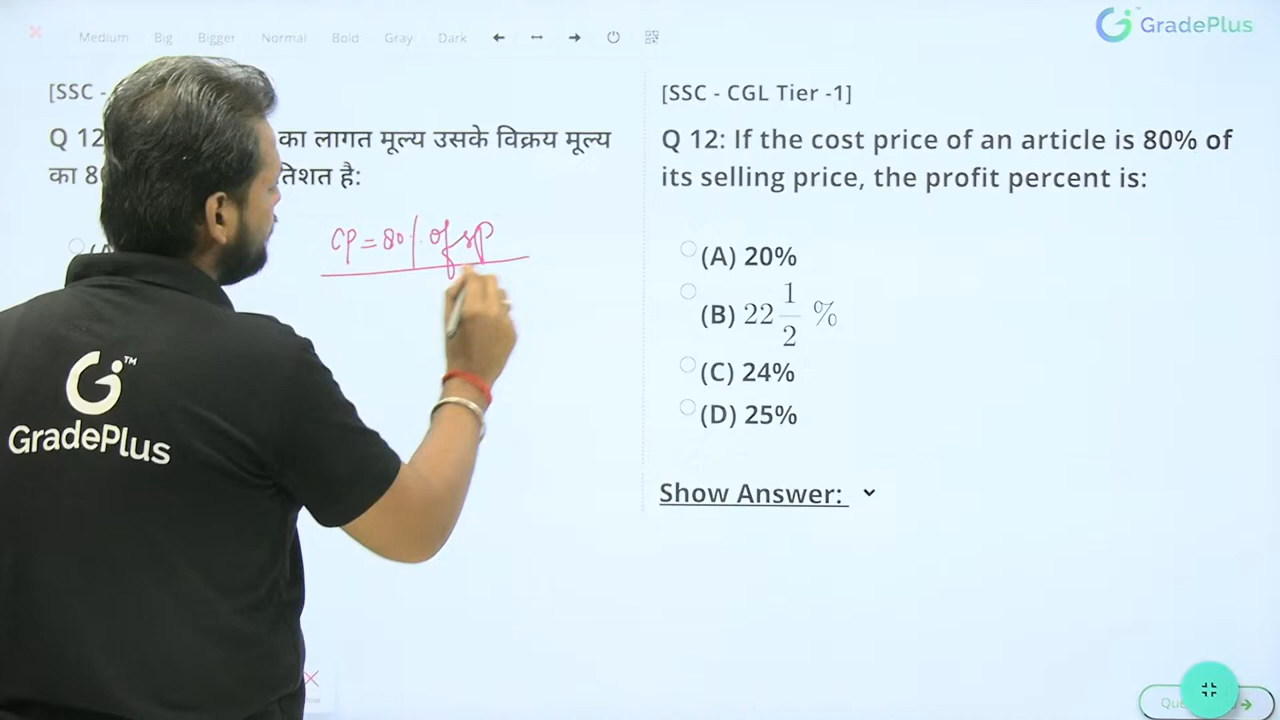 Medium Big Bigger Normal Bold Gray Dark
GradePlus
[SSC -
Q 12 का लागत मूल्य उसके विक्रय मूल्य
का 8 तिशत है:
CP = 80% of SP
[SSC - CGL Tier -1]
Q 12: If the cost price of an article is 80% of
its selling price, the profit percent is:
(A) 20%
(B) 22 1/2 %
(C) 24%
(D) 25%
Show Answer:
GradePlus™